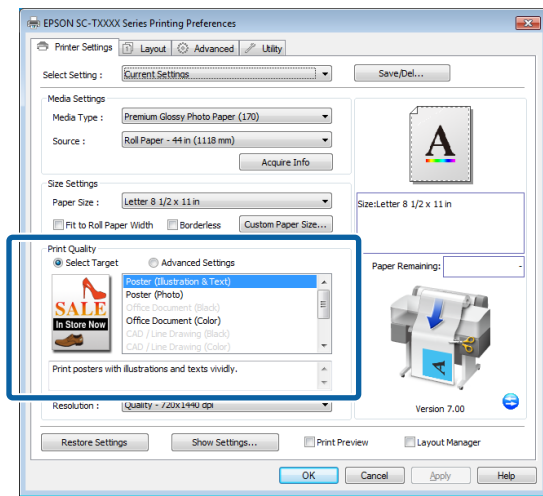 EPSON SC-TXXXX Series Printing Preferences
Printer Settings Layout Advanced Utility
Select Setting : Current Settings Save/Del...
Media Settings
Media Type : Premium Glossy Photo Paper (170)
Source : Roll Paper - 44 in (1118 mm)
Acquire Info
A
Size Settings
Paper Size : Letter 8 1/2 x 11 in
Size:Letter 8 1/2 x 11 in
Fit to Roll Paper Width Borderless Custom Paper Size...
Print Quality
Select Target Advanced Settings
Paper Remaining: -
SALE
In Store Now
Poster (Illustration & Text)
Poster (Photo)
Office Document (Black)
Office Document (Color)
CAD / Line Drawing (Black)
CAD / Line Drawing (Color)
A
Print posters with illustrations and texts vividly.
Resolution : Quality - 720x1440 dpi
Version 7.00
Restore Settings Show Settings... Print Preview Layout Manager
OK Cancel Apply Help